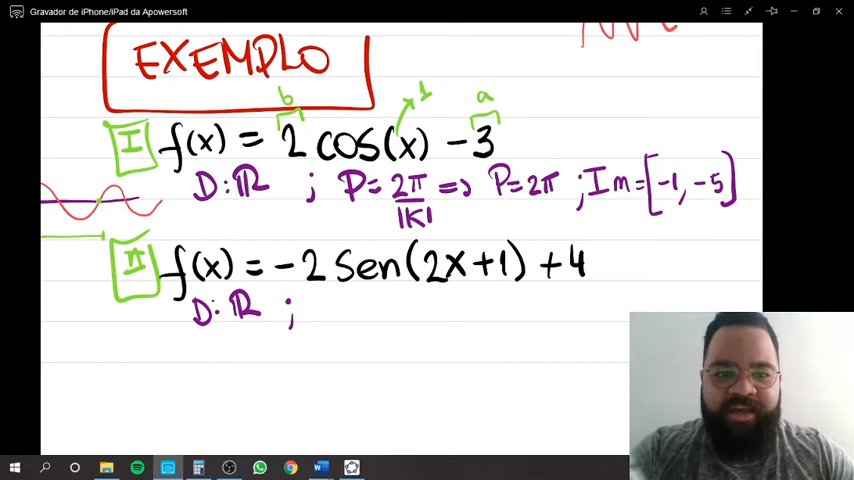 Gravador de iPhone/iPad da Apowersoft
EXEMPLO
b 1 a
I f(x) = 2 cos(x) - 3
D: ℝ ; P = 2π/|K| => P = 2π ; Im = [-1, -5]
II f(x) = -2 Sen(2x+1) + 4
D: ℝ ;